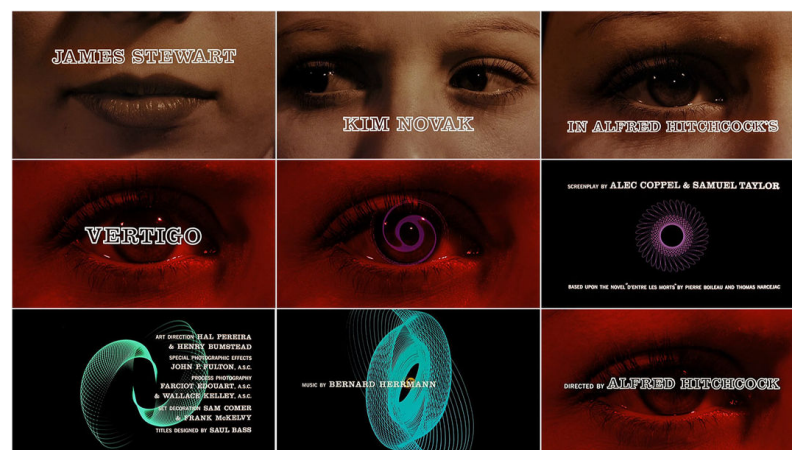 JAMES STEWART
KIM NOVAK
IN ALFRED HITCHCOCK'S
VERTIGO
SCREENPLAY BY ALEC COPPEL & SAMUEL TAYLOR
BASED UPON THE NOVEL "D'ENTRE LES MORTS" BY PIERRE BOILEAU AND THOMAS NARCEJAC
ART DIRECTION HAL PEREIRA
& HENRY BUMSTEAD
SPECIAL PHOTOGRAPHIC EFFECTS
JOHN P. FULTON, A.S.C.
PROCESS PHOTOGRAPHY
FARCIOT EDOUART, A.S.C.
& WALLACE KELLEY, A.S.C.
SET DECORATION SAM COMER
& FRANK McKELVY
TITLES DESIGNED BY SAUL BASS
MUSIC BY BERNARD HERRMANN
DIRECTED BY ALFRED HITCHCOCK